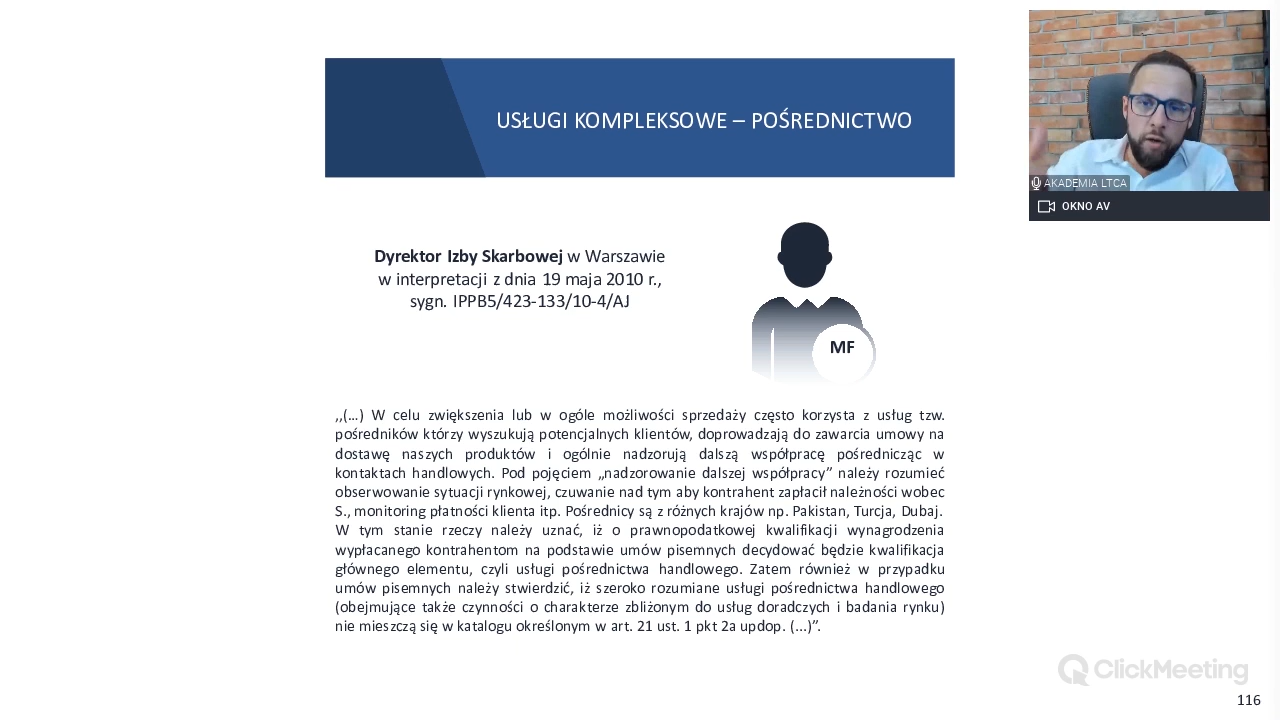 USŁUGI KOMPLEKSOWE – POŚREDNICTWO
AKADEMIA LTCA
OKNO AV
Dyrektor Izby Skarbowej w Warszawie
w interpretacji z dnia 19 maja 2010 r.,
sygn. IPPB5/423-133/10-4/AJ
MF
,,(...) W celu zwiększenia lub w ogóle możliwości sprzedaży często korzysta z usług tzw.
pośredników którzy wyszukują potencjalnych klientów, doprowadzają do zawarcia umowy na
dostawę naszych produktów i ogólnie nadzorują dalszą współpracę pośrednicząc w
kontaktach handlowych. Pod pojęciem „nadzorowanie dalszej współpracy” należy rozumieć
obserwowanie sytuacji rynkowej, czuwanie nad tym aby kontrahent zapłacił należności wobec
S., monitoring płatności klienta itp. Pośrednicy są z różnych krajów np. Pakistan, Turcja, Dubaj.
W tym stanie rzeczy należy uznać, iż o prawnopodatkowej kwalifikacji wynagrodzenia
wypłacanego kontrahentom na podstawie umów pisemnych decydować będzie kwalifikacja
głównego elementu, czyli usługi pośrednictwa handlowego. Zatem również w przypadku
umów pisemnych należy stwierdzić, iż szeroko rozumiane usługi pośrednictwa handlowego
(obejmujące także czynności o charakterze zbliżonym do usług doradczych i badania rynku)
nie mieszczą się w katalogu określonym w art. 21 ust. 1 pkt 2a updop. (...)”.
ClickMeeting
116